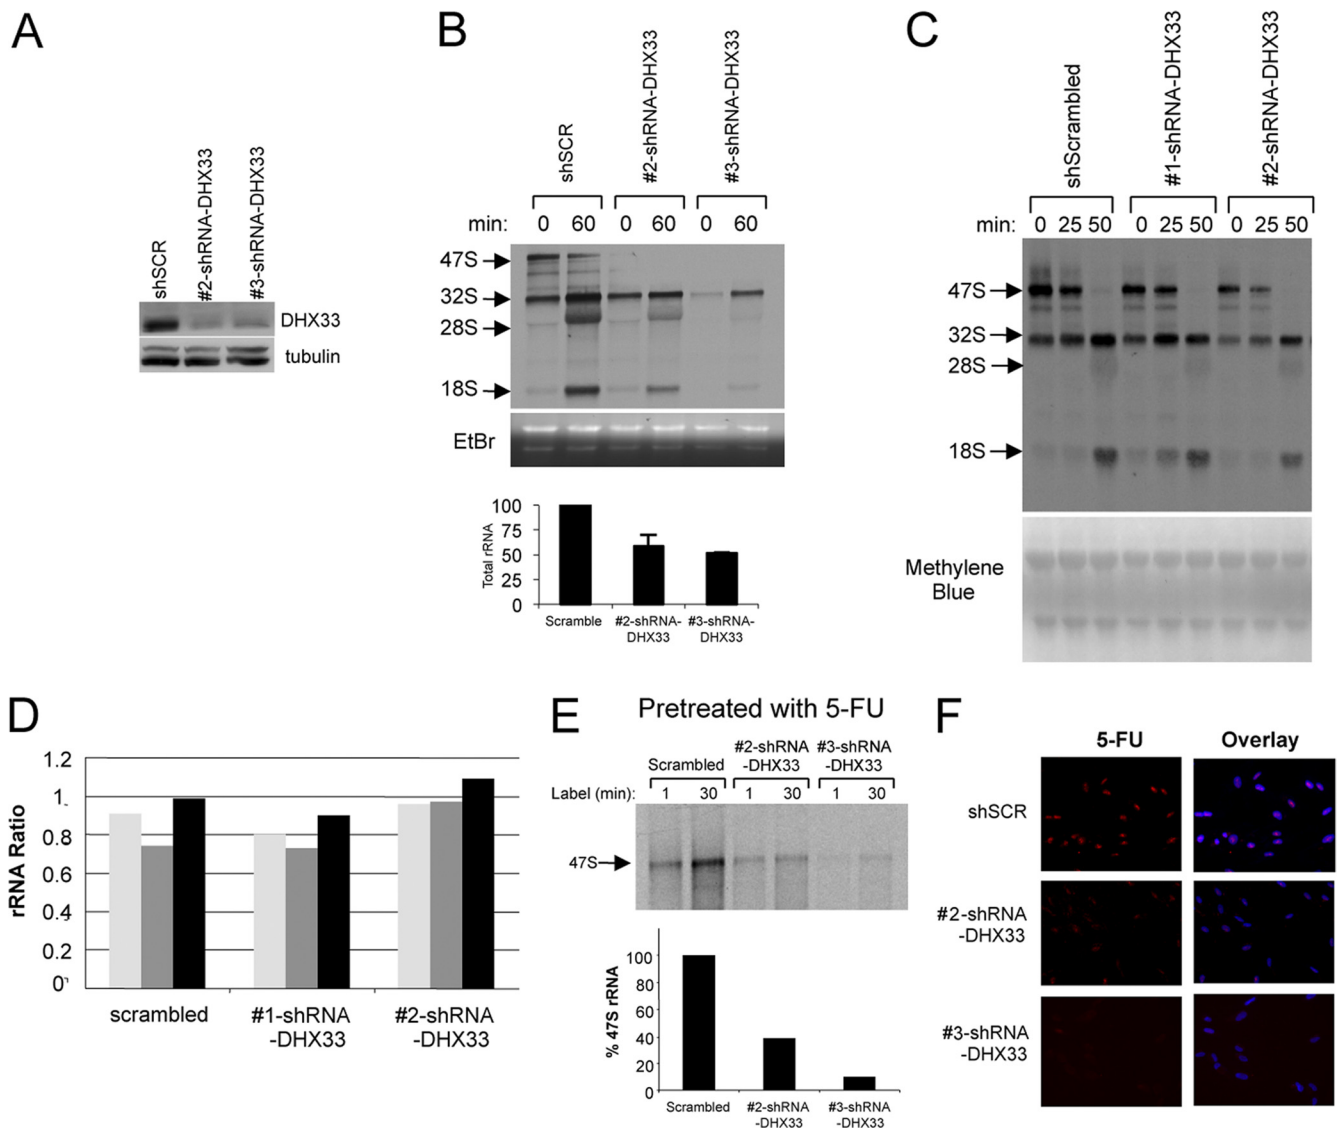 A
shSCR
#2-shRNA-DHX33
#3-shRNA-DHX33
DHX33
tubulin
B
shSCR
#2-shRNA-DHX33
#3-shRNA-DHX33
min: 0 60 0 60 0 60
47S
32S
28S
18S
EtBr
Total rRNA
100
75
50
25
0
Scramble
#2-shRNA-
DHX33
#3-shRNA-
DHX33
C
shScrambled
#1-shRNA-DHX33
#2-shRNA-DHX33
min: 0 25 50 0 25 50 0 25 50
47S
32S
28S
18S
Methylene
Blue
D
rRNA Ratio
1.2
1.
0.8
0.6
0.4
0.2
0
scrambled
#1-shRNA
-DHX33
#2-shRNA
-DHX33
E
Pretreated with 5-FU
Scrambled
#2-shRNA
-DHX33
#3-shRNA
-DHX33
Label (min): 1 30 1 30 1 30
47S
% 47S rRNA
100
80
60
40
20
0
Scrambled
#2-shRNA
-DHX33
#3-shRNA
-DHX33
F
5-FU Overlay
shSCR
#2-shRNA
-DHX33
#3-shRNA
-DHX33